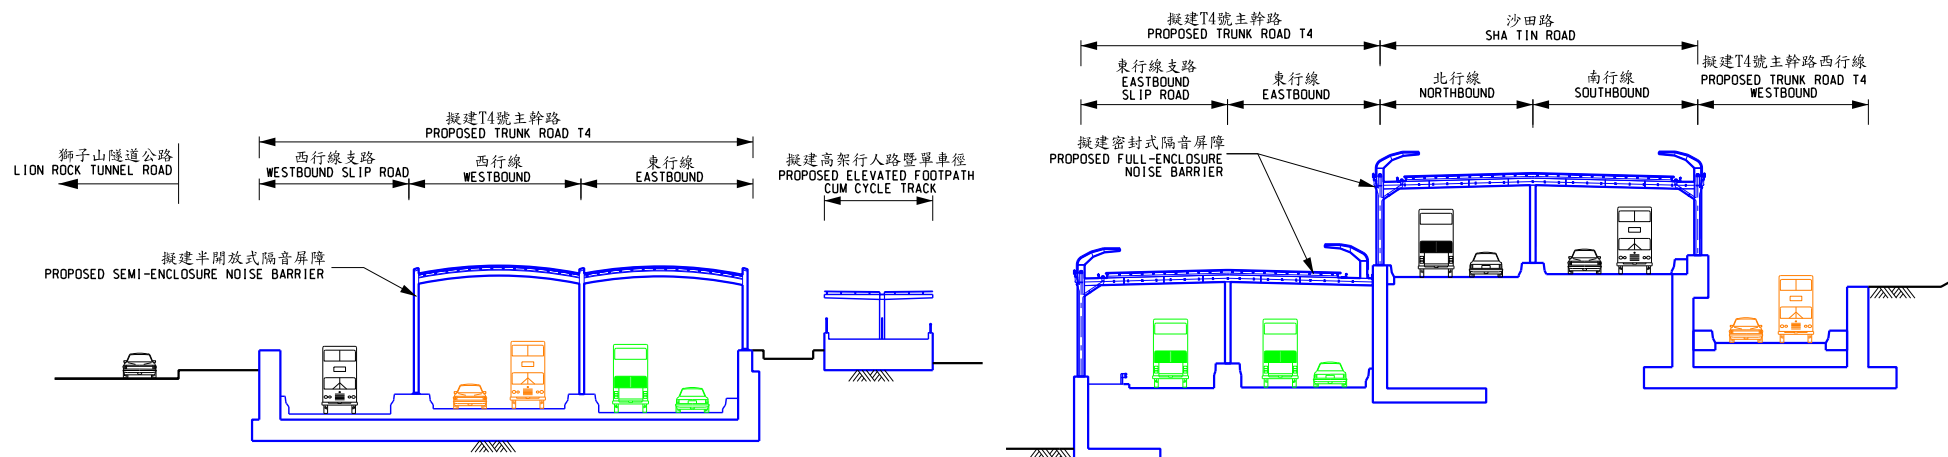 擬建T4號主幹路
PROPOSED TRUNK ROAD T4
獅子山隧道公路
LION ROCK TUNNEL ROAD
西行線支路
WESTBOUND SLIP ROAD
西行線
WESTBOUND
東行線
EASTBOUND
擬建高架行人路暨單車徑
PROPOSED ELEVATED FOOTPATH
CUM CYCLE TRACK
擬建半開放式隔音屏障
PROPOSED SEMI-ENCLOSURE NOISE BARRIER
擬建T4號主幹路
PROPOSED TRUNK ROAD T4
沙田路
SHA TIN ROAD
東行線支路
EASTBOUND
SLIP ROAD
東行線
EASTBOUND
北行線
NORTHBOUND
南行線
SOUTHBOUND
擬建T4號主幹路西行線
PROPOSED TRUNK ROAD T4
WESTBOUND
擬建密封式隔音屏障
PROPOSED FULL-ENCLOSURE
NOISE BARRIER